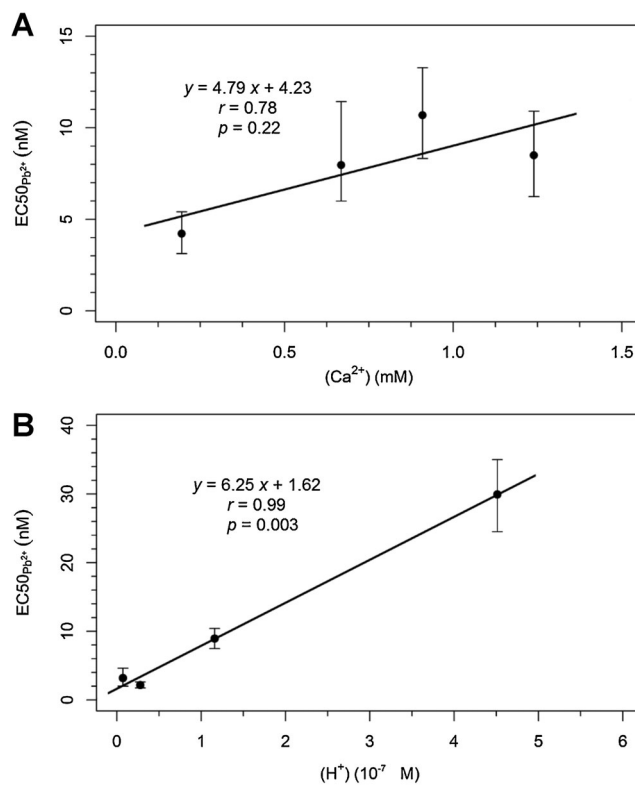 A
15
10
5
0
EC50Pb²⁺ (nM)
y = 4.79 x + 4.23
r = 0.78
p = 0.22
0.0 0.5 1.0 1.5
(Ca²⁺) (mM)
B
40
30
20
10
0
EC50Pb²⁺ (nM)
y = 6.25 x + 1.62
r = 0.99
p = 0.003
0 1 2 3 4 5 6
(H⁺) (10⁻⁷ M)